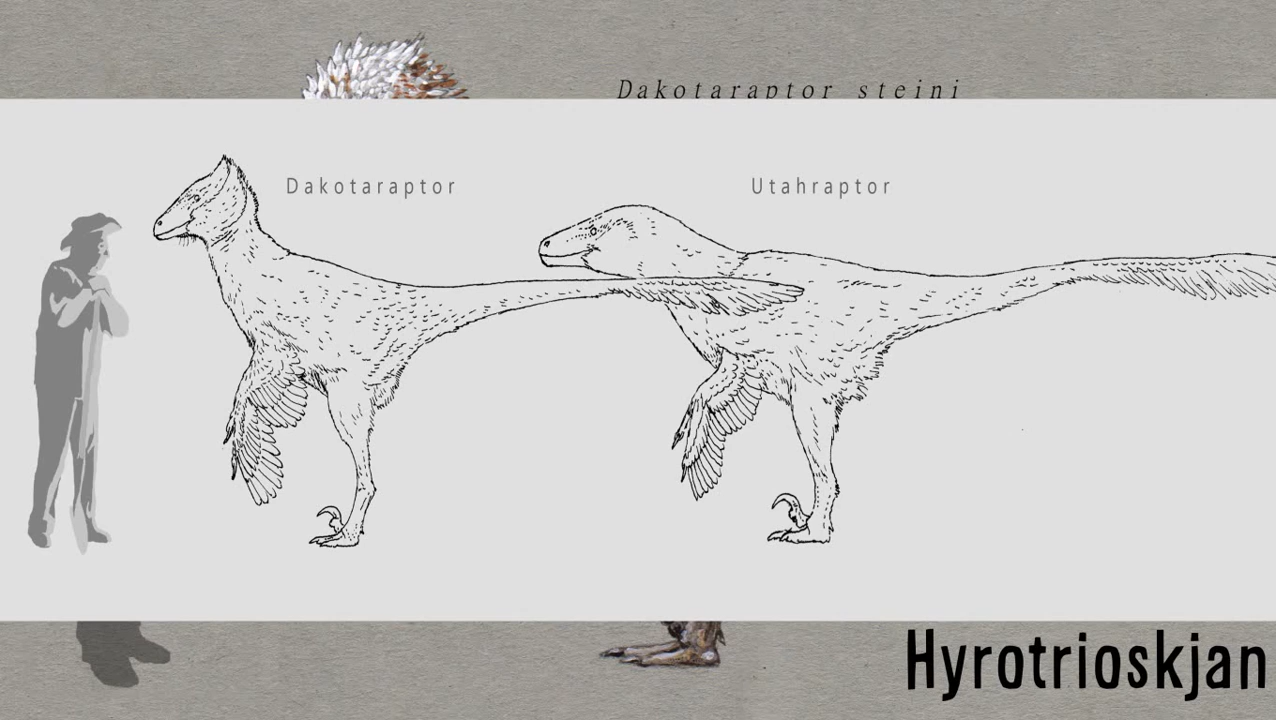 Dakotaraptor steini
Dakotaraptor
Utahraptor
Hyrotrioskjan